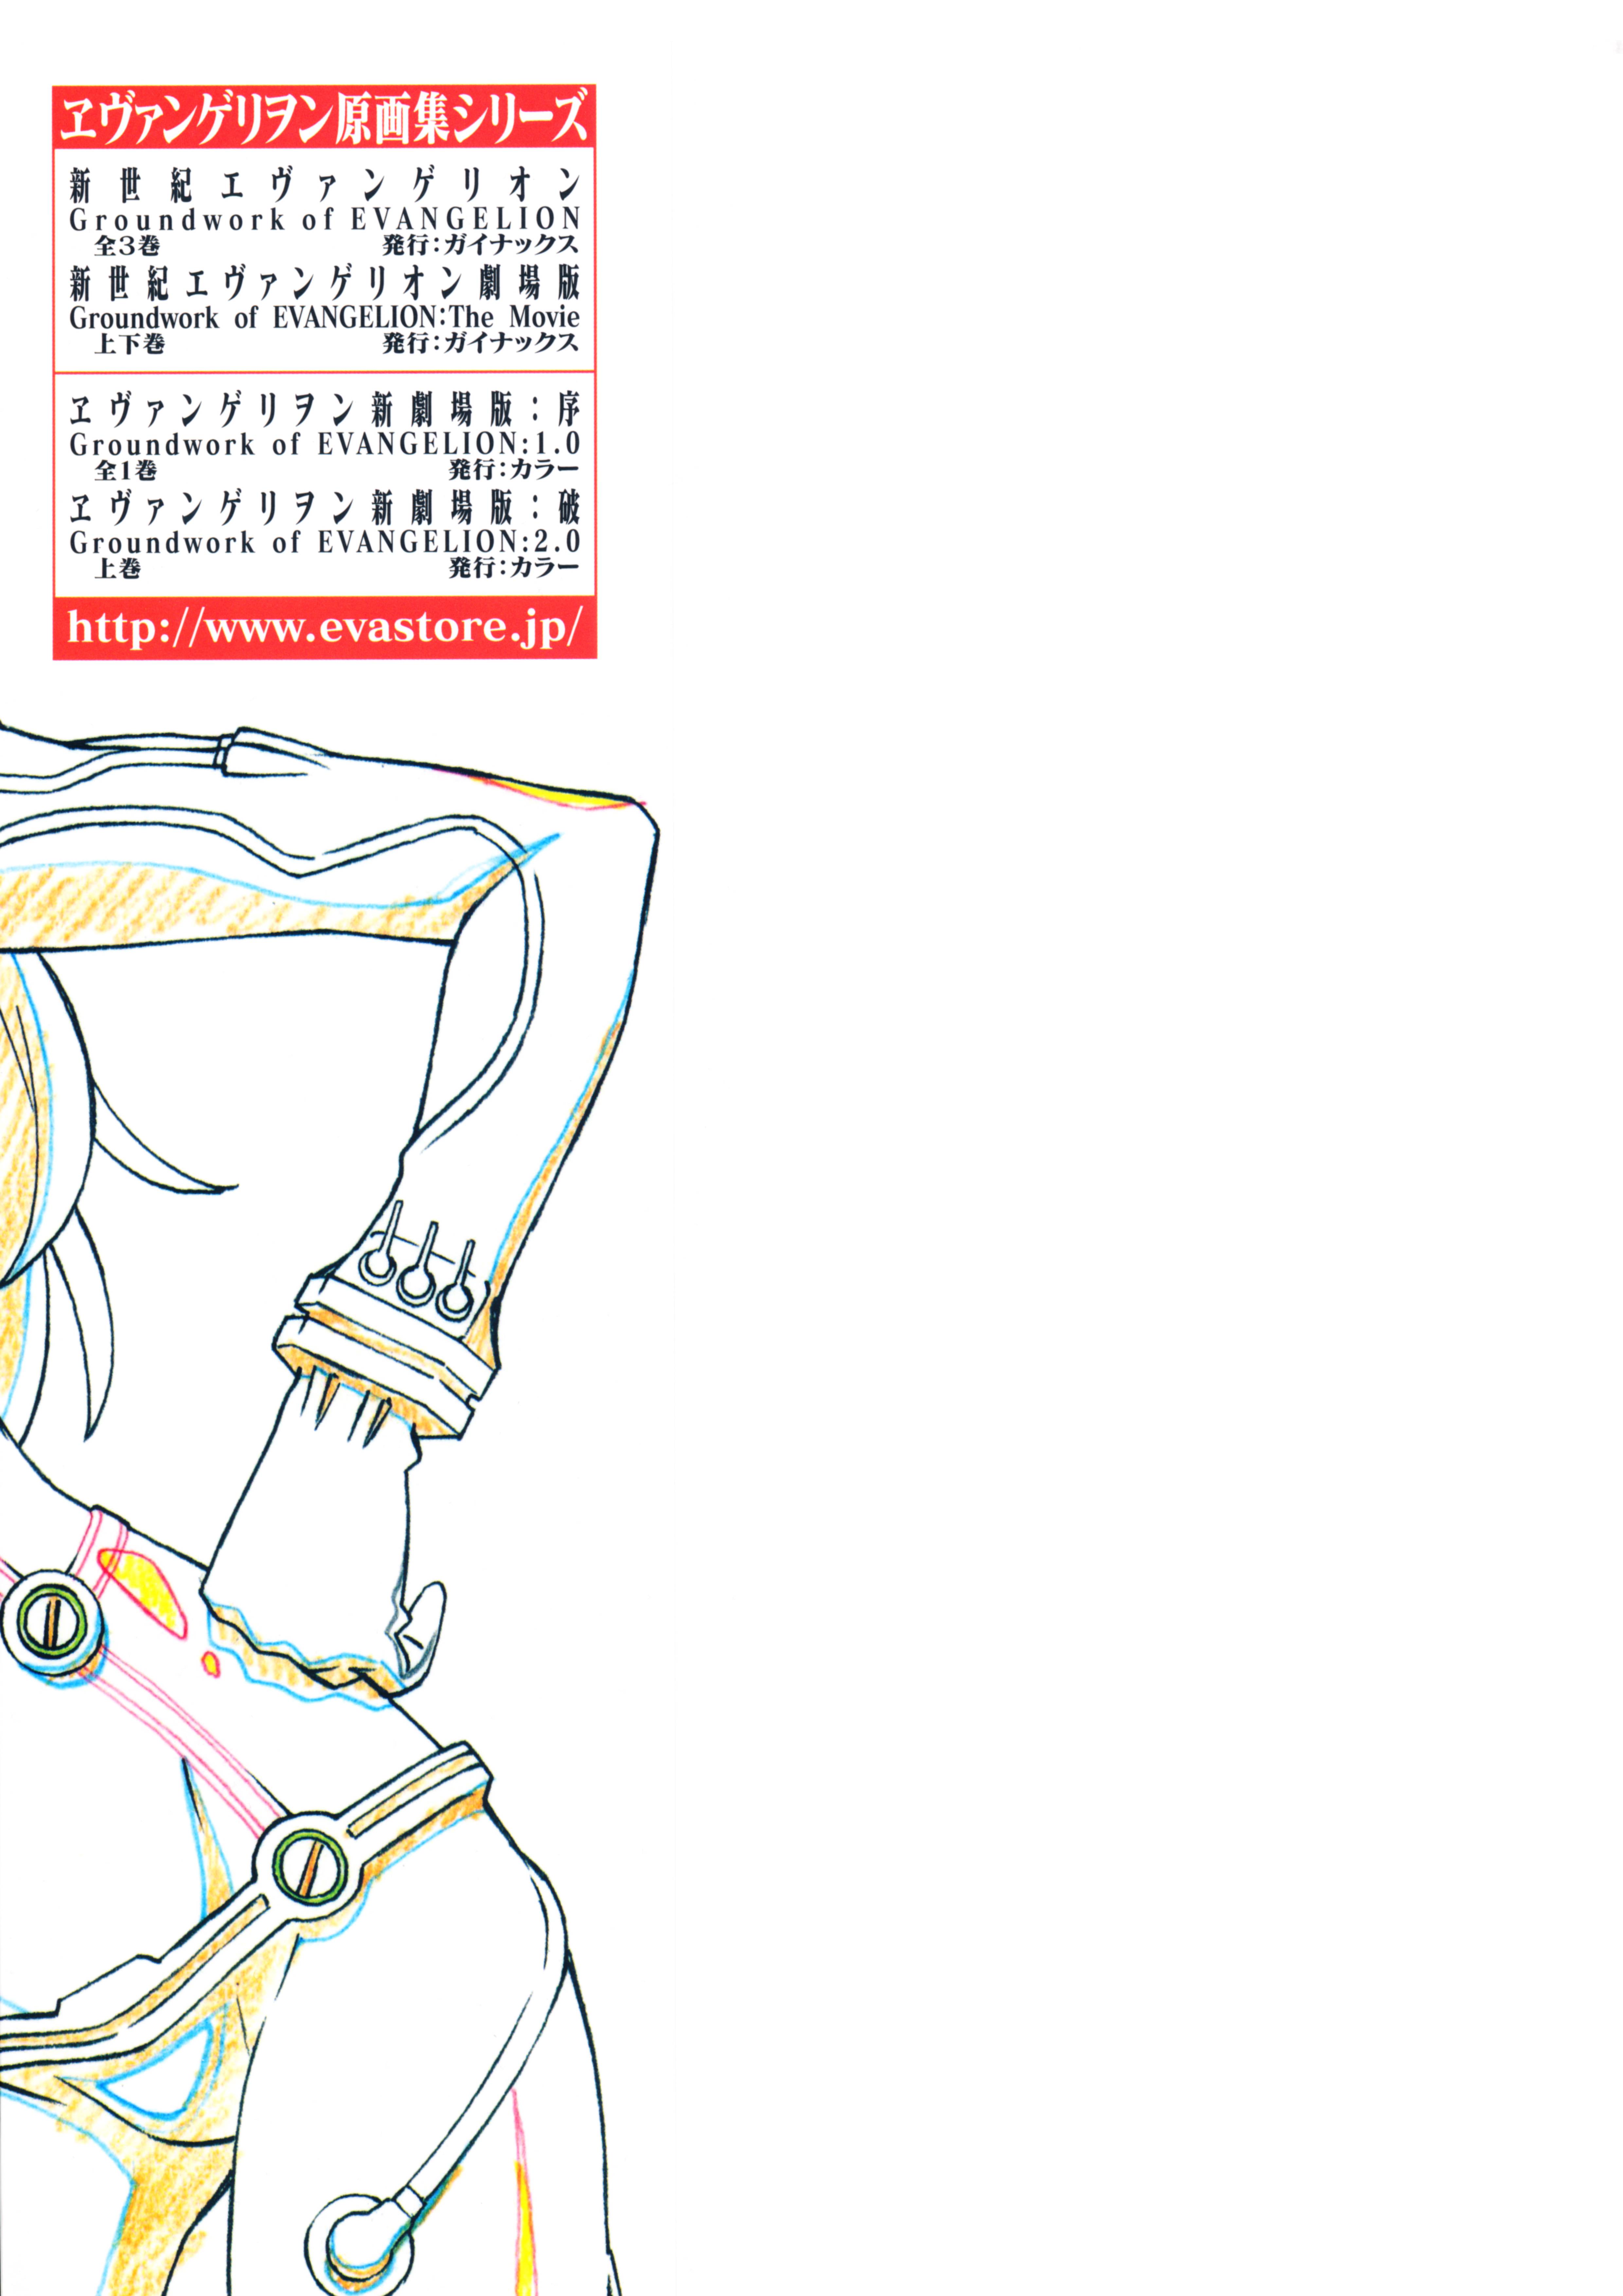 ヱヴァンゲリヲン原画集シリーズ
新世紀エヴァンゲリオン
Groundwork of EVANGELION
全3巻 発行：ガイナックス
新世紀エヴァンゲリオン劇場版
Groundwork of EVANGELION:The Movie
上下巻 発行：ガイナックス
ヱヴァンゲリヲン新劇場版：序
Groundwork of EVANGELION:1.0
全1巻 発行：カラー
ヱヴァンゲリヲン新劇場版：破
Groundwork of EVANGELION:2.0
上巻 発行：カラー
http://www.evastore.jp/